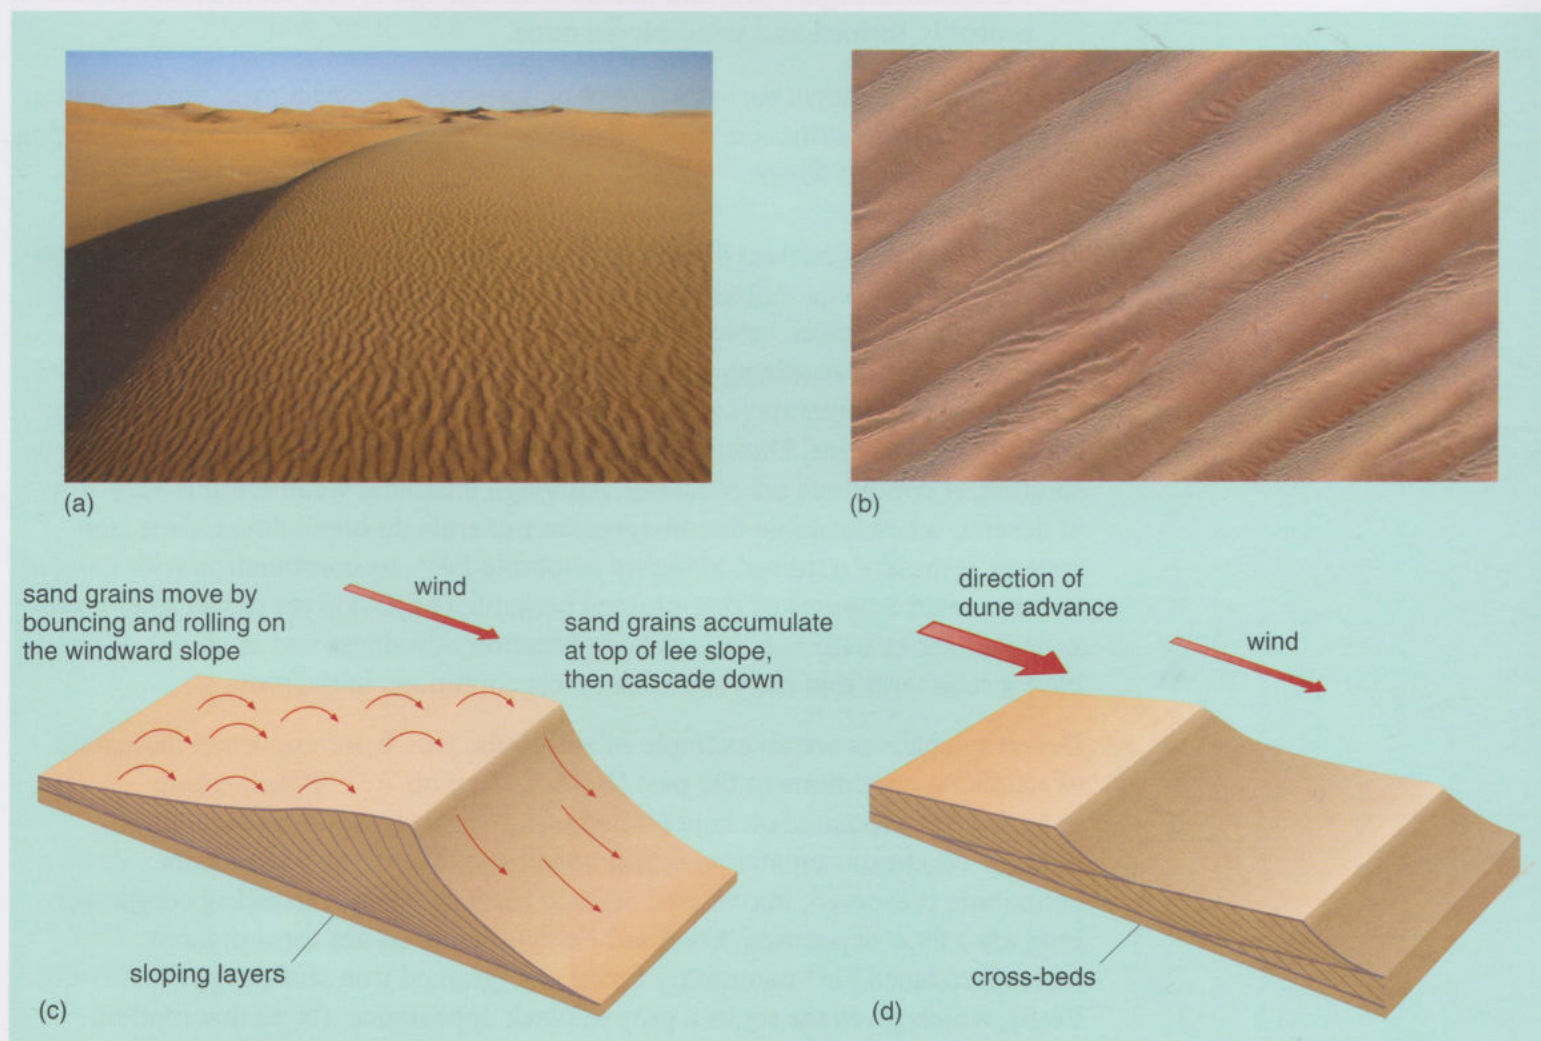 (a)
(b)
sand grains move by
bouncing and rolling on
the windward slope
wind
sand grains accumulate
at top of lee slope,
then cascade down
direction of
dune advance
wind
sloping layers
cross-beds
(c)
(d)